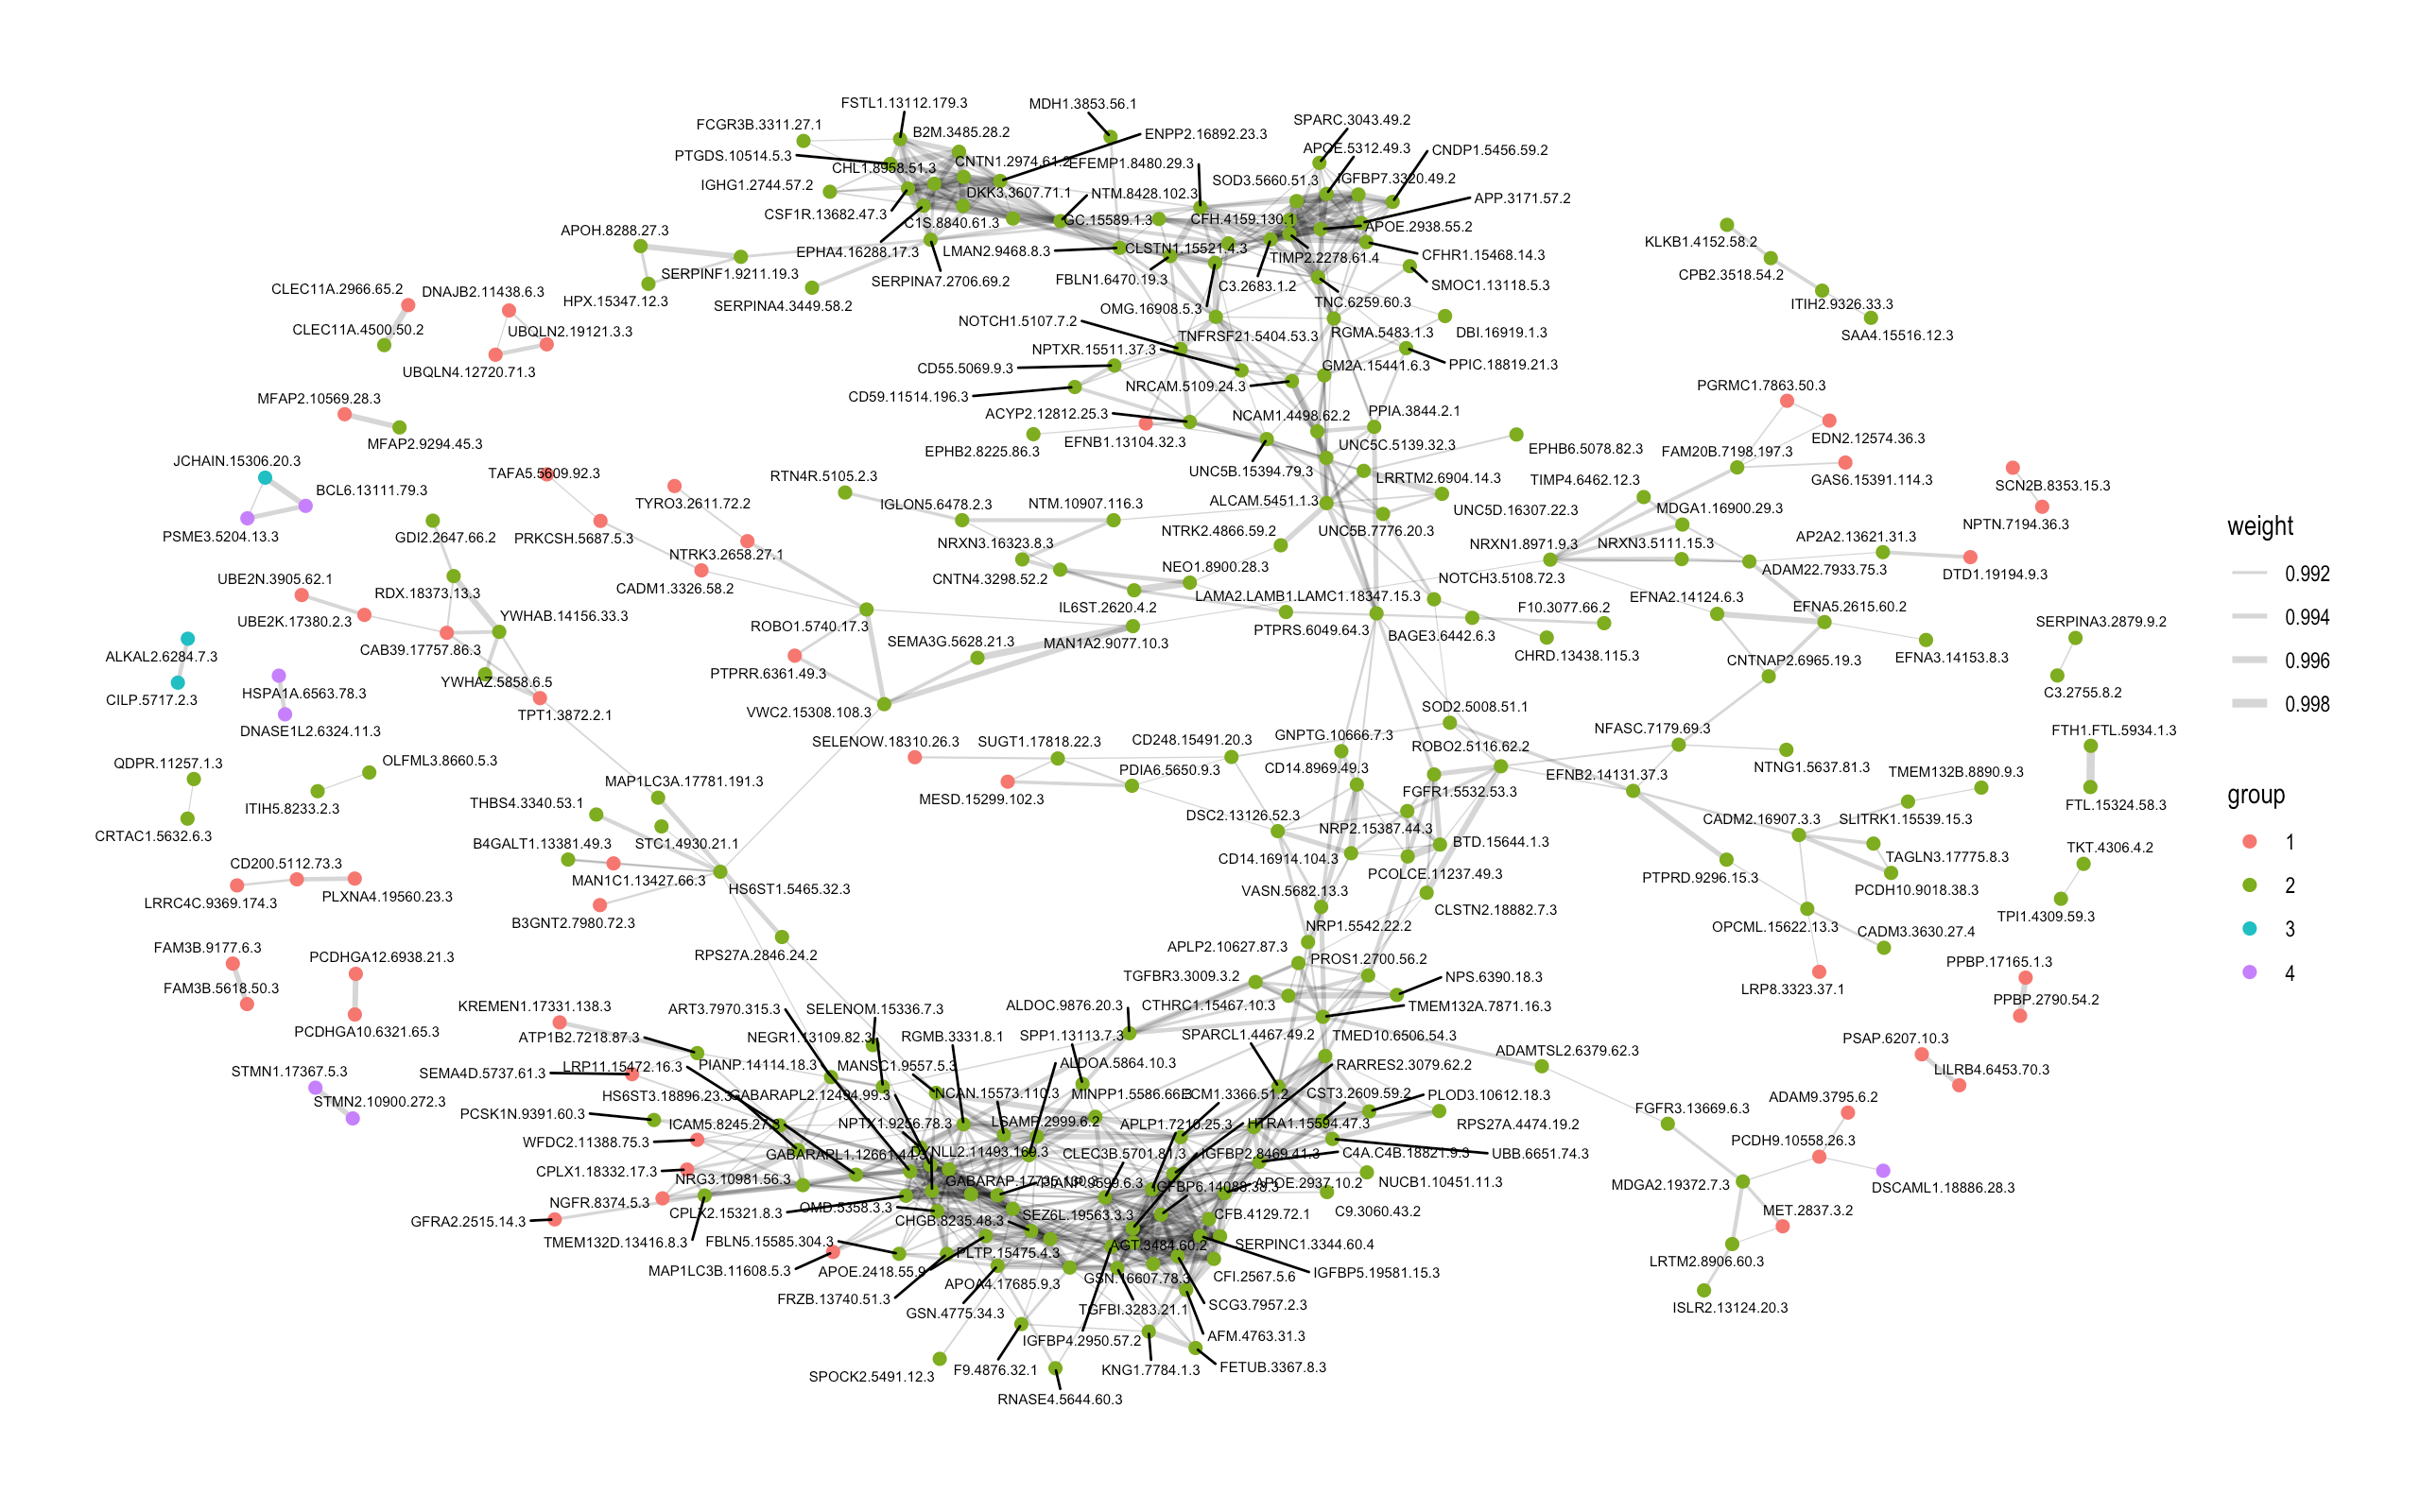 FSTL1.13112.179.3
MDH1.3853.56.1
FCGR3B.3311.27.1
B2M.3485.28.2
ENPP2.16892.23.3
SPARC.3043.49.2
PTGDS.10514.5.3
CHL1.8958.51.3
CNTN1.2974.61.2
EFEMP1.8480.29.3
APOE.5312.49.3
CNDP1.5456.59.2
IGHG1.2744.57.2
DKK3.3607.71.1
NTM.8428.102.3
SOD3.5660.51.3
IGFBP7.3320.49.2
APP.3171.57.2
CSF1R.13682.47.3
C1S.8840.61.3
GC.15589.1.3
CFH.4159.130.1
APOE.2938.55.2
APOH.8288.27.3
EPHA4.16288.17.3
LMAN2.9468.8.3
CLSTN1.15521.4.3
TIMP2.2278.61.4
CFHR1.15468.14.3
KLKB1.4152.58.2
SERPINF1.9211.19.3
SERPINA7.2706.69.2
FBLN1.6470.19.3
C3.2683.1.2
SMOC1.13118.5.3
CPB2.3518.54.2
CLEC11A.2966.65.2
DNAJB2.11438.6.3
HPX.15347.12.3
SERPINA4.3449.58.2
OMG.16908.5.3
TNC.6259.60.3
ITIH2.9326.33.3
CLEC11A.4500.50.2
UBQLN2.19121.3.3
NOTCH1.5107.7.2
TNFRSF21.5404.53.3
RGMA.5483.1.3
DBI.16919.1.3
SAA4.15516.12.3
UBQLN4.12720.71.3
NPTXR.15511.37.3
CD55.5069.9.3
GM2A.15441.6.3
PPIC.18819.21.3
MFAP2.10569.28.3
CD59.11514.196.3
NRCAM.5109.24.3
PGRMC1.7863.50.3
MFAP2.9294.45.3
ACYP2.12812.25.3
NCAM1.4498.62.2
PPIA.3844.2.1
EPHB2.8225.86.3
EFNB1.13104.32.3
UNC5C.5139.32.3
EPHB6.5078.82.3
EDN2.12574.36.3
JCHAIN.15306.20.3
TAFA5.5609.92.3
RTN4R.5105.2.3
UNC5B.15394.79.3
LRRTM2.6904.14.3
TIMP4.6462.12.3
FAM20B.7198.197.3
GAS6.15391.114.3
SCN2B.8353.15.3
BCL6.13111.79.3
TYRO3.2611.72.2
IGLON5.6478.2.3
NTM.10907.116.3
ALCAM.5451.1.3
UNC5D.16307.22.3
MDGA1.16900.29.3
NPTN.7194.36.3
PSME3.5204.13.3
GDI2.2647.66.2
PRKCSH.5687.5.3
NRXN3.16323.8.3
NTRK2.4866.59.2
UNC5B.7776.20.3
NRXN1.8971.9.3
NRXN3.5111.15.3
AP2A2.13621.31.3
UBE2N.3905.62.1
NTRK3.2658.27.1
CNTN4.3298.52.2
NEO1.8900.28.3
NOTCH3.5108.72.3
ADAM22.7933.75.3
DTD1.19194.9.3
RDX.18373.13.3
CADM1.3326.58.2
LAMA2.LAMB1.LAMC1.18347.15.3
EFNA2.14124.6.3
UBE2K.17380.2.3
YWHAB.14156.33.3
IL6ST.2620.4.2
F10.3077.66.2
EFNA5.2615.60.2
SERPINA3.2879.9.2
ALKAL2.6284.7.3
CAB39.17757.86.3
ROBO1.5740.17.3
SEMA3G.5628.21.3
MAN1A2.9077.10.3
PTPRS.6049.64.3
BAGE3.6442.6.3
CHRD.13438.115.3
CNTNAP2.6965.19.3
EFNA3.14153.8.3
CILP.5717.2.3
HSPA1A.6563.78.3
YWHAZ.5858.6.5
PTPRR.6361.49.3
C3.2755.8.2
DNASE1L2.6324.11.3
TPT1.3872.2.1
VWC2.15308.108.3
SOD2.5008.51.1
QDPR.11257.1.3
OLFML3.8660.5.3
SELENOW.18310.26.3
SUGT1.17818.22.3
CD248.15491.20.3
GNPTG.10666.7.3
ROBO2.5116.62.2
NFASC.7179.69.3
FTH1.FTL.5934.1.3
MAP1LC3A.17781.191.3
PDIA6.5650.9.3
CD14.8969.49.3
EFNB2.14131.37.3
NTNG1.5637.81.3
TMEM132B.8890.9.3
ITIH5.8233.2.3
THBS4.3340.53.1
MESD.15299.102.3
FGFR1.5532.53.3
FTL.15324.58.3
CRTAC1.5632.6.3
STC1.4930.21.1
DSC2.13126.52.3
NRP2.15387.44.3
CADM2.16907.3.3
SLITRK1.15539.15.3
B4GALT1.13381.49.3
BTD.15644.1.3
TKT.4306.4.2
CD200.5112.73.3
MAN1C1.13427.66.3
HS6ST1.5465.32.3
CD14.16914.104.3
PCOLCE.11237.49.3
PTPRD.9296.15.3
TAGLN3.17775.8.3
LRRC4C.9369.174.3
PLXNA4.19560.23.3
VASN.5682.13.3
CLSTN2.18882.7.3
PCDH10.9018.38.3
B3GNT2.7980.72.3
NRP1.5542.22.2
OPCML.15622.13.3
CADM3.3630.27.4
TPI1.4309.59.3
FAM3B.9177.6.3
PCDHGA12.6938.21.3
RPS27A.2846.24.2
APLP2.10627.87.3
PROS1.2700.56.2
PPBP.17165.1.3
FAM3B.5618.50.3
TGFBR3.3009.3.2
NPS.6390.18.3
LRP8.3323.37.1
PPBP.2790.54.2
KREMEN1.17331.138.3
ART3.7970.315.3
SELENOM.15336.7.3
ALDOC.9876.20.3
CTHRC1.15467.10.3
TMEM132A.7871.16.3
PCDHGA10.6321.65.3
ATP1B2.7218.87.3
NEGR1.13109.82.3
RGMB.3331.8.1
SPP1.13113.7.3
SPARCL1.4467.49.2
TMED10.6506.54.3
PSAP.6207.10.3
STMN1.17367.5.3
SEMA4D.5737.61.3
LRP11.15472.16.3
PIANP.14114.18.3
MANSC1.9557.5.3
ALDOA.5864.10.3
RARRES2.3079.62.2
ADAMTSL2.6379.62.3
LILRB4.6453.70.3
STMN2.10900.272.3
HS6ST3.18896.23.3
GABARAPL2.12494.99.3
NCAN.15573.110.3
MINPP1.5586.66.3
ECM1.3366.51.2
CST3.2609.59.2
PLOD3.10612.18.3
ADAM9.3795.6.2
PCSK1N.9391.60.3
ICAM5.8245.27.3
NPTX1.9256.78.3
LSAMP.2999.6.2
APLP1.7210.25.3
HTRA1.15594.47.3
RPS27A.4474.19.2
FGFR3.13669.6.3
WFDC2.11388.75.3
GABARAPL1.12661.44.3
DYNLL2.11493.169.3
CLEC3B.5701.81.3
IGFBP2.8469.41.3
C4A.C4B.18821.9.3
UBB.6651.74.3
PCDH9.10558.26.3
CPLX1.18332.17.3
NRG3.10981.56.3
PIANP.9599.6.3
IGFBP6.14088.38.3
APOE.2937.10.2
NUCB1.10451.11.3
MDGA2.19372.7.3
DSCAML1.18886.28.3
NGFR.8374.5.3
GFRA2.2515.14.3
CPLX2.15321.8.3
OMD.5358.3.3
CHGB.8235.48.3
SEZ6L.19563.3.3
CFB.4129.72.1
C9.3060.43.2
MET.2837.3.2
TMEM132D.13416.8.3
FBLN5.15585.304.3
PLTP.15475.4.3
AGT.3484.60.2
SERPINC1.3344.60.4
MAP1LC3B.11608.5.3
APOE.2418.55.9
APOA4.17685.9.3
GSN.16607.78.3
CFI.2567.5.6
IGFBP5.19581.15.3
LRTM2.8906.60.3
FRZB.13740.51.3
GSN.4775.34.3
TGFBI.3283.21.1
SCG3.7957.2.3
ISLR2.13124.20.3
IGFBP4.2950.57.2
AFM.4763.31.3
SPOCK2.5491.12.3
F9.4876.32.1
KNG1.7784.1.3
FETUB.3367.8.3
RNASE4.5644.60.3
weight
0.992
0.994
0.996
0.998
group
1
2
3
4